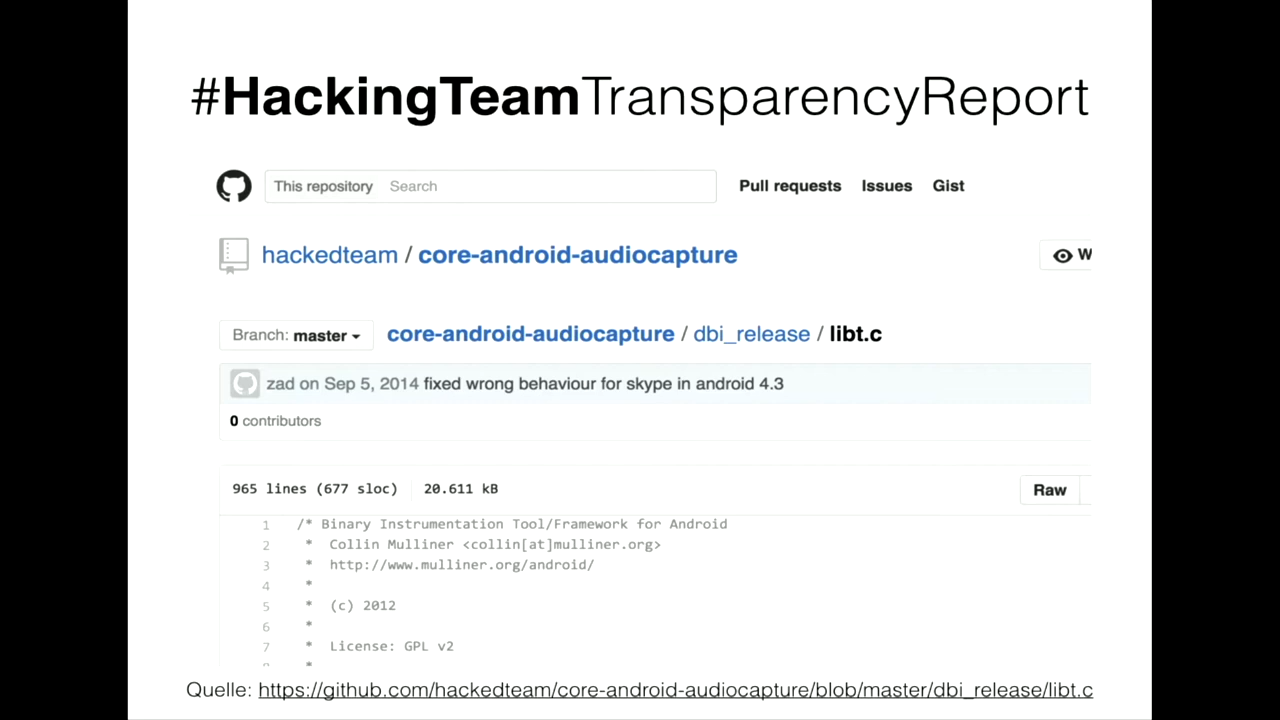 #HackingTeamTransparencyReport
This repository Search Pull requests Issues Gist
hackedteam / core-android-audiocapture W
Branch: master core-android-audiocapture / dbi_release / libt.c
zad on Sep 5, 2014 fixed wrong behaviour for skype in android 4.3
0 contributors
965 lines (677 sloc) 20.611 kB Raw
1 /* Binary Instrumentation Tool/Framework for Android
2 * Collin Mulliner <collin[at]mulliner.org>
3 * http://www.mulliner.org/android/
4 *
5 * (c) 2012
6 *
7 * License: GPL v2
8 *
Quelle: https://github.com/hackedteam/core-android-audiocapture/blob/master/dbi_release/libt.c